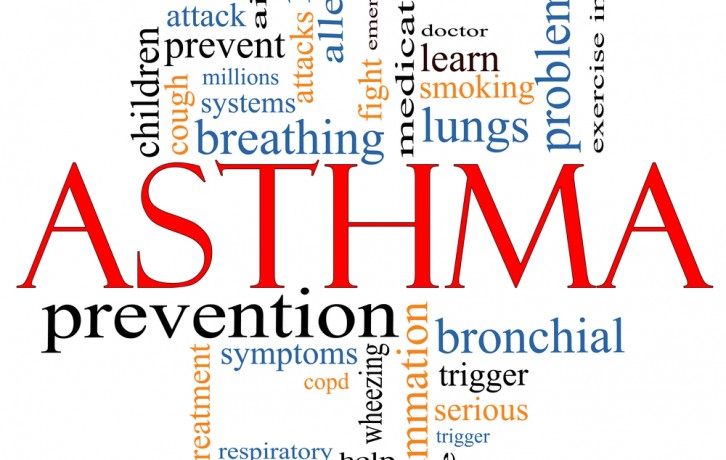 attack
ai
alle
emer
medicat
doctor
problem
exercise in
children
prevent
attacks
fight
learn
cough
millions
smoking
systems
breathing
lungs
ASTHMA
prevention
reatment
symptoms
copd
wheezing
mmation
bronchial
trigger
serious
trigger
respiratory
help